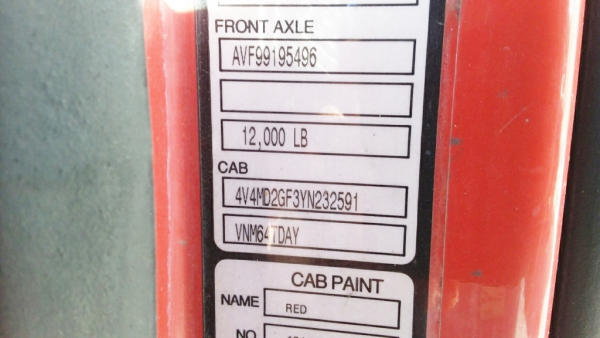 FRONT AXLE
AVF99195496
12,000 LB
CAB
4V4MD2GF3YN232591
VNM64TDAY
CAB PAINT
NAME RED
NO